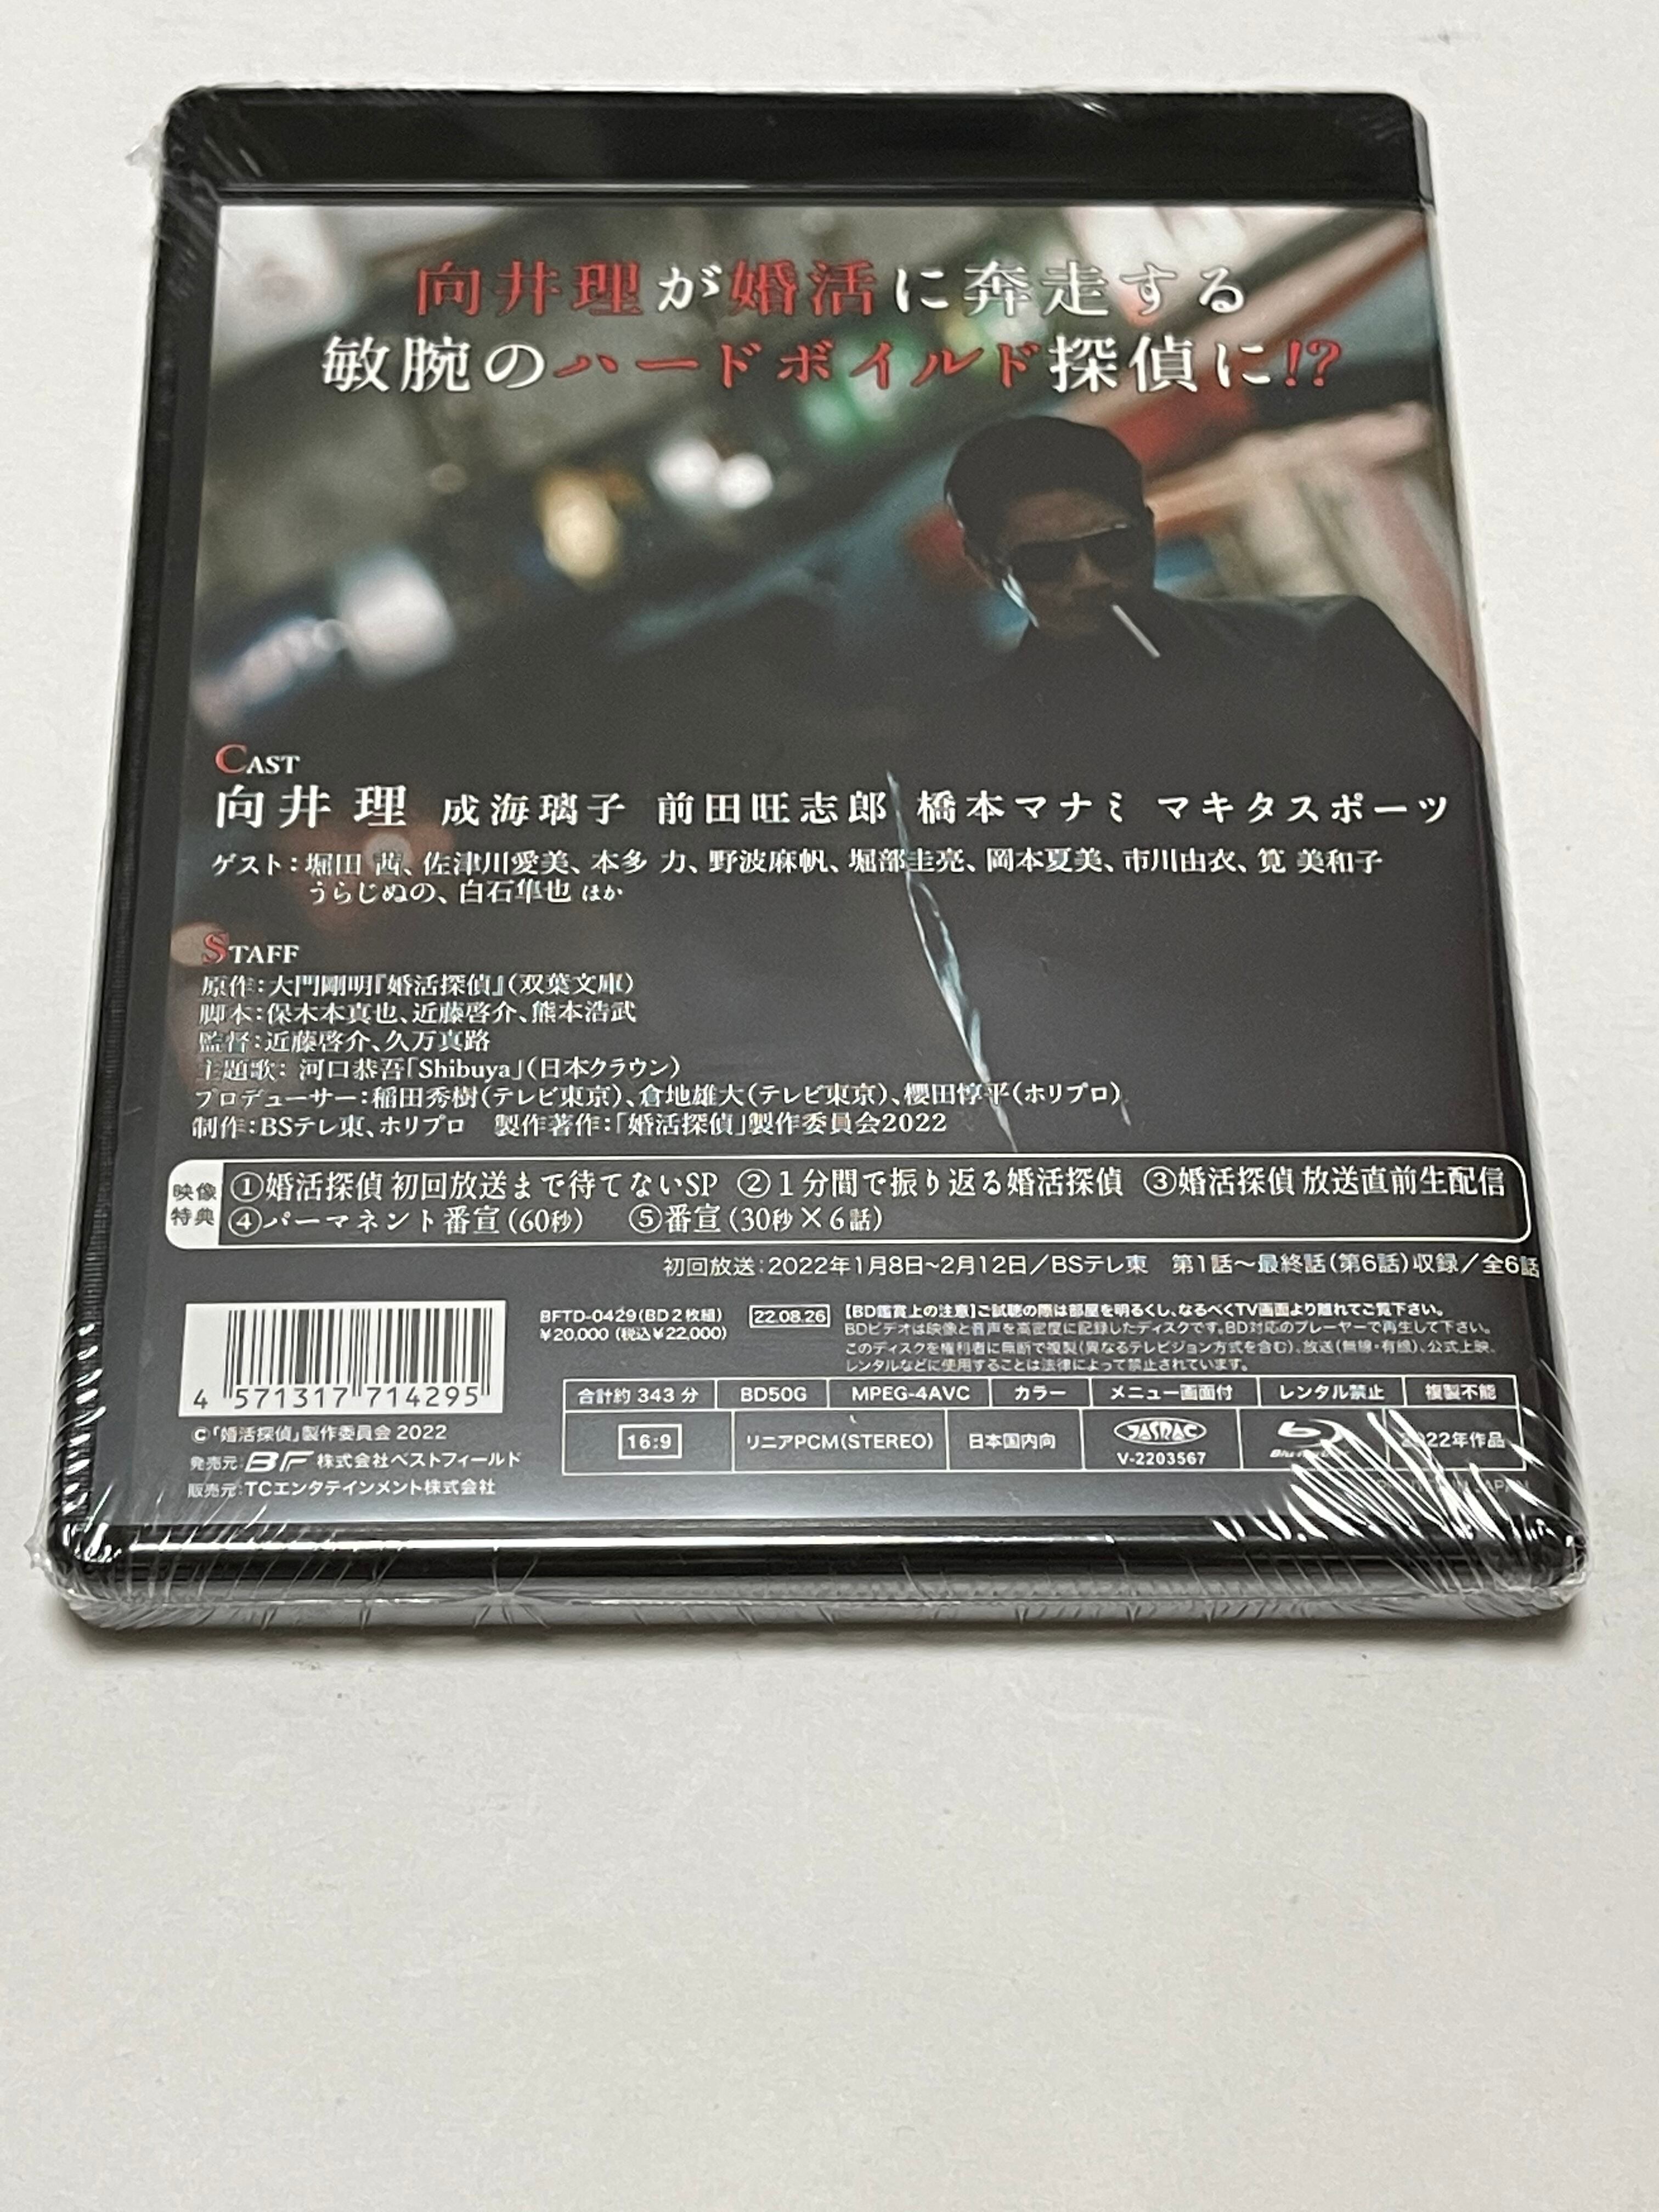 向井理が婚活に奔走する
敏腕のハードボイルド探偵に!?
CAST
向井 理 成海璃子 前田旺志郎 橋本マナミ マキタスポーツ
ゲスト：堀田 茜、佐津川愛美、本多 力、野波麻帆、堀部圭亮、岡本夏美、市川由衣、筧 美和子
うらじぬの、白石隼也 ほか
STAFF
原作：大門剛明『婚活探偵』（双葉文庫）
脚本：保木本真也、近藤啓介、熊本浩武
監督：近藤啓介、久万真路
主題歌： 河口恭吾「Shibuya」（日本クラウン）
プロデューサー：稲田秀樹（テレビ東京）、倉地雄大（テレビ東京）、櫻田惇平（ホリプロ）
制作：BSテレ東、ホリプロ 製作著作：「婚活探偵」製作委員会2022
映像特典
①婚活探偵 初回放送まで待てないSP ②１分間で振り返る婚活探偵 ③婚活探偵 放送直前生配信
④パーマネント番宣（60秒） ⑤番宣（30秒×6話）
初回放送：2022年1月8日~2月12日／BSテレ東 第1話～最終話（第6話）収録／全6話
BFTD-0429（BD２枚組） 22.08.26
¥20,000（税込¥22,000）
【BD鑑賞上の注意】ご試聴の際は部屋を明るくし、なるべくTV画面より離れてご覧下さい。
BDビデオは映像と音声を高密度に記録したディスクです。BD対応のプレーヤーで再生して下さい。
このディスクを権利者に無断で複製（異なるテレビジョン方式を含む）、放送（無線・有線）、公式上映、
レンタルなどに使用することは法律によって禁止されています。
合計約 343 分 BD50G MPEG-4AVC カラー メニュー画面付 レンタル禁止 複製不能
16:9 リニアPCM(STEREO) 日本国内向 JASRAC V-2203567 Blu-ray Disc 2022年作品
4 571317 714295
©「婚活探偵」製作委員会 2022
発売元：BF 株式会社ベストフィールド
販売元：TCエンタテインメント株式会社